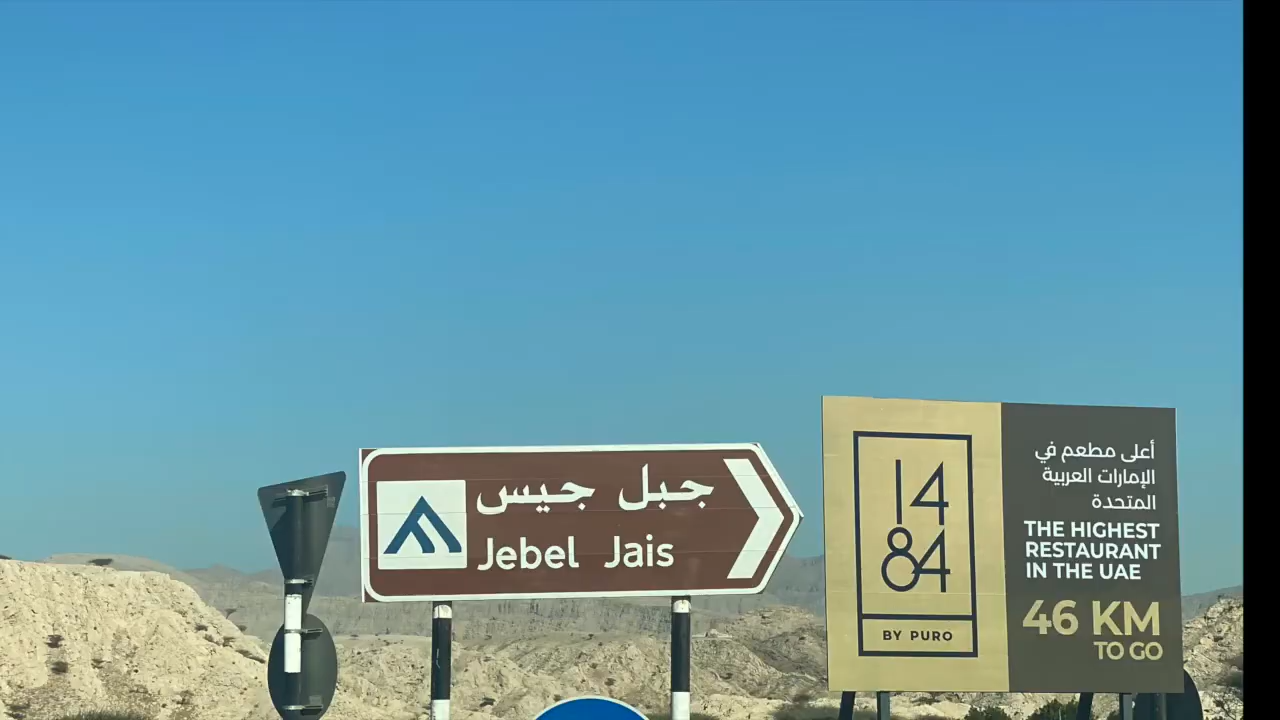 جبل جيس
Jebel Jais
14
84
BY PURO
أعلى مطعم في
الإمارات العربية
المتحدة
THE HIGHEST
RESTAURANT
IN THE UAE
46 KM
TO GO